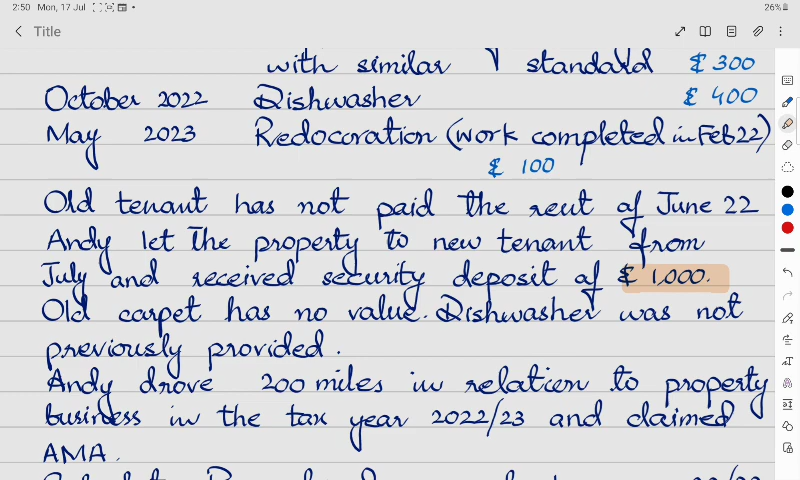 2:50 Mon, 17 Jul 26%
Title
with similar standard £300
October 2022 Dishwasher £ 400
May 2023 Redocoration (work completed in Feb 22)
£ 100
Old tenant has not paid the rent of June 22
Andy let the property to new tenant from
July and received security deposit of £ 1,000.
Old carpet has no value. Dishwasher was not
previously provided.
Andy drove 200 miles in relation to property
business in the tax year 2022/23 and claimed
AMA.